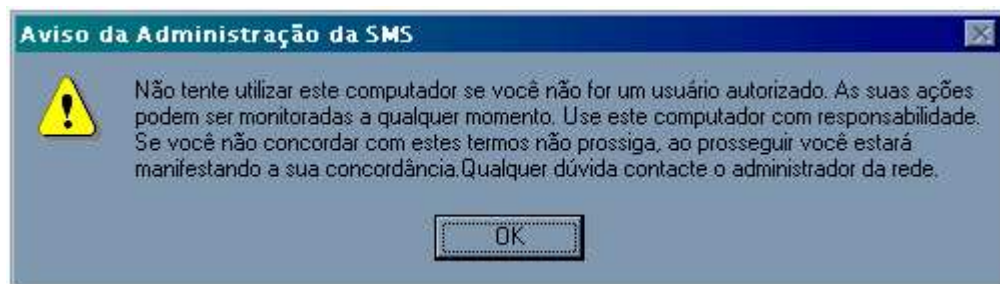 Aviso da Administração da SMS
Não tente utilizar este computador se você não for um usuário autorizado. As suas ações
podem ser monitoradas a qualquer momento. Use este computador com responsabilidade.
Se você não concordar com estes termos não prossiga, ao prosseguir você estará
manifestando a sua concordância.Qualquer dúvida contacte o administrador da rede.
OK